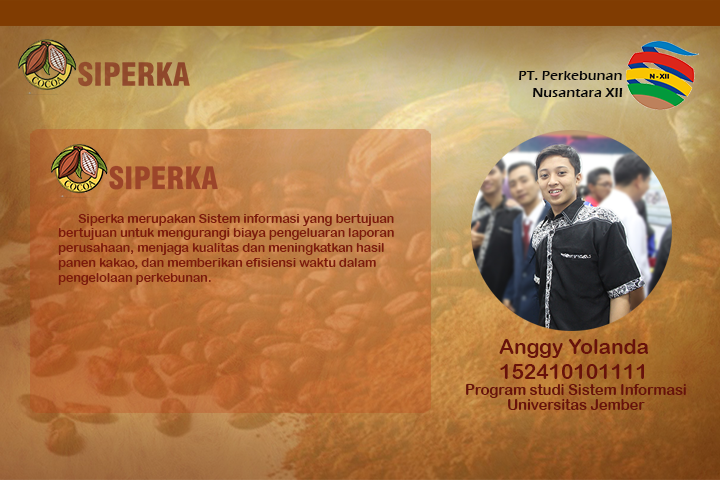 COCOA
SIPERKA
PT. Perkebunan
Nusantara XII
N-XII
COCOA
SIPERKA
Siperka merupakan Sistem informasi yang bertujuan
bertujuan untuk mengurangi biaya pengeluaran laporan
perusahaan, menjaga kualitas dan meningkatkan hasil
panen kakao, dan memberikan efisiensi waktu dalam
pengelolaan perkebunan.
Anggy Yolanda
152410101111
Program studi Sistem Informasi
Universitas Jember